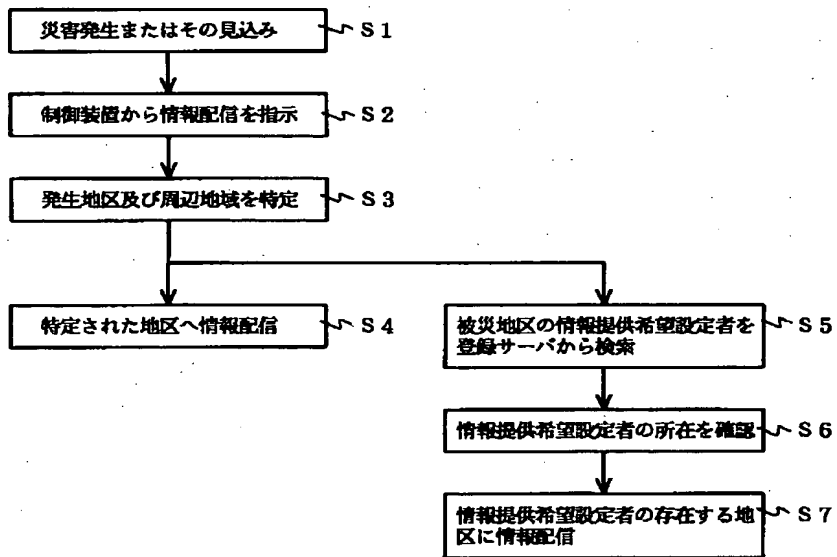 災害発生またはその見込み S1
制御装置から情報配信を指示 S2
発生地区及び周辺地域を特定 S3
特定された地区へ情報配信 S4
被災地区の情報提供希望設定者を
登録サーバから検索 S5
情報提供希望設定者の所在を確認 S6
情報提供希望設定者の存在する地
区に情報配信 S7